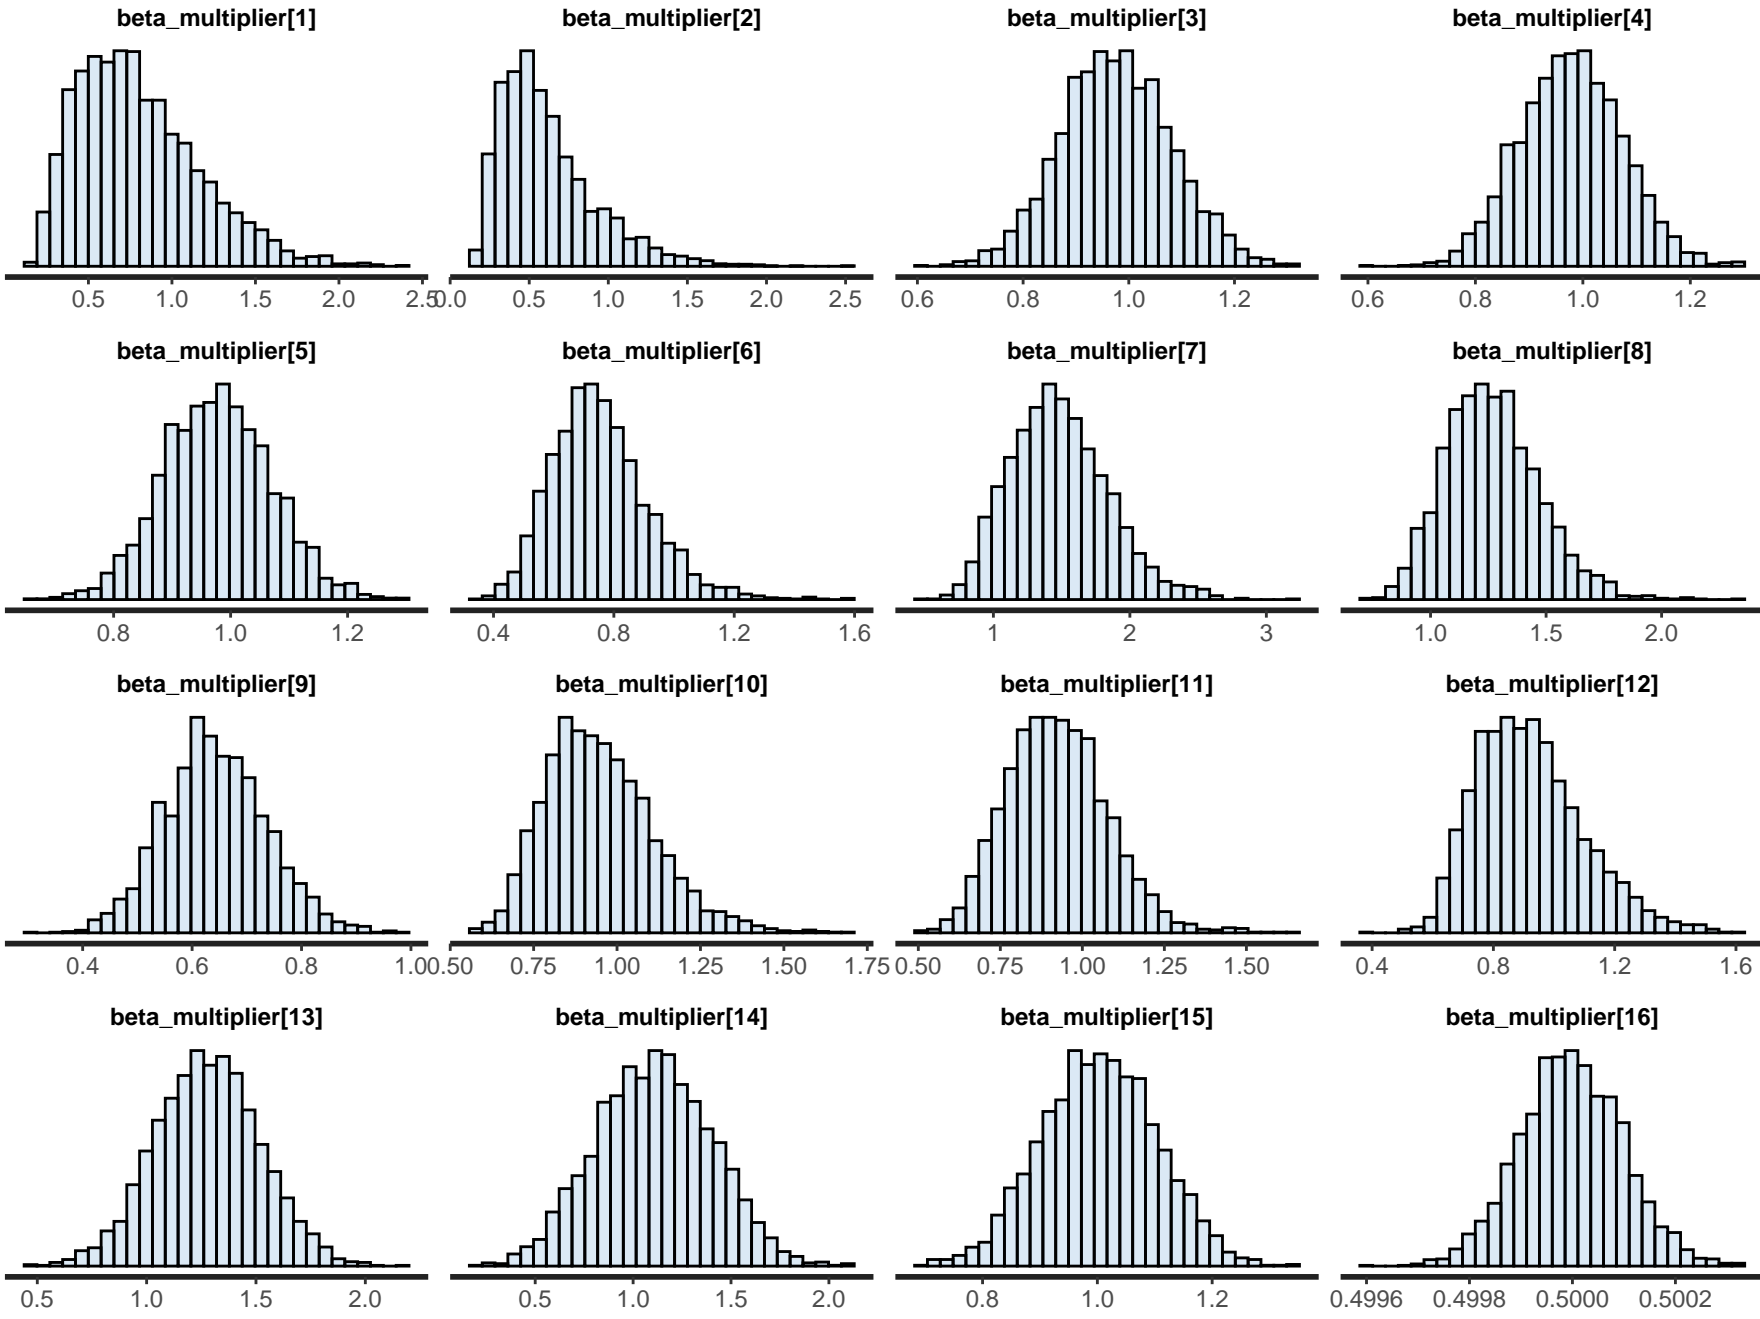 beta_multiplier[1] beta_multiplier[2] beta_multiplier[3] beta_multiplier[4]
0.5 1.0 1.5 2.0 2.5 0.0 0.5 1.0 1.5 2.0 2.5 0.6 0.8 1.0 1.2 0.6 0.8 1.0 1.2
beta_multiplier[5] beta_multiplier[6] beta_multiplier[7] beta_multiplier[8]
0.8 1.0 1.2 0.4 0.8 1.2 1.6 1 2 3 1.0 1.5 2.0
beta_multiplier[9] beta_multiplier[10] beta_multiplier[11] beta_multiplier[12]
0.4 0.6 0.8 1.0 0.50 0.75 1.00 1.25 1.50 1.75 0.50 0.75 1.00 1.25 1.50 0.4 0.8 1.2 1.6
beta_multiplier[13] beta_multiplier[14] beta_multiplier[15] beta_multiplier[16]
0.5 1.0 1.5 2.0 0.5 1.0 1.5 2.0 0.8 1.0 1.2 0.4996 0.4998 0.5000 0.5002